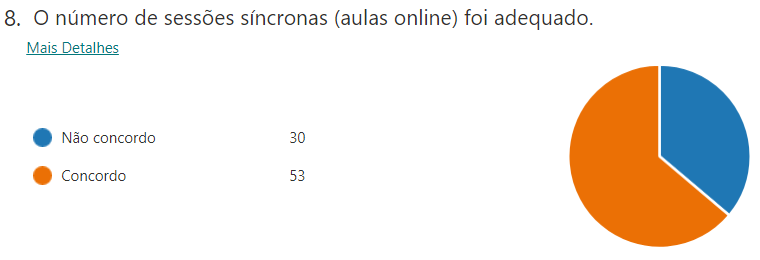 8. O número de sessões síncronas (aulas online) foi adequado.
Mais Detalhes
Não concordo 30
Concordo 53